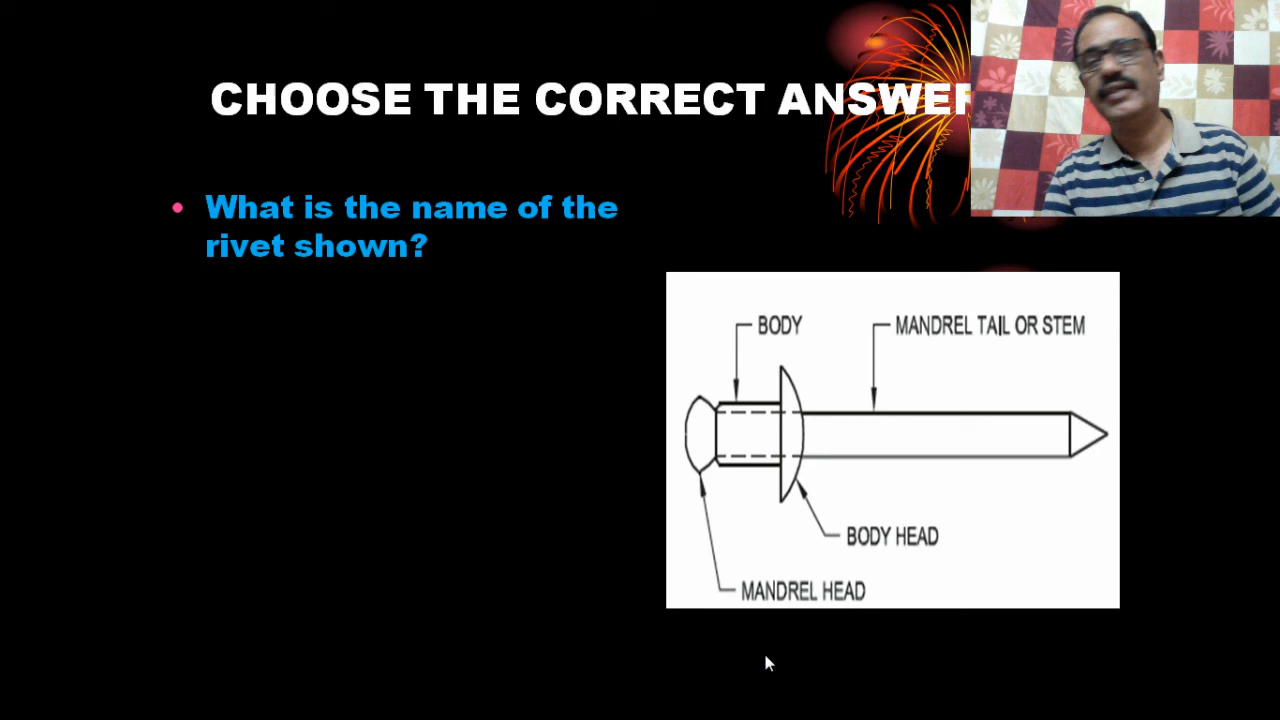 CHOOSE THE CORRECT ANSWER
What is the name of the
rivet shown?
BODY
MANDREL TAIL OR STEM
BODY HEAD
MANDREL HEAD